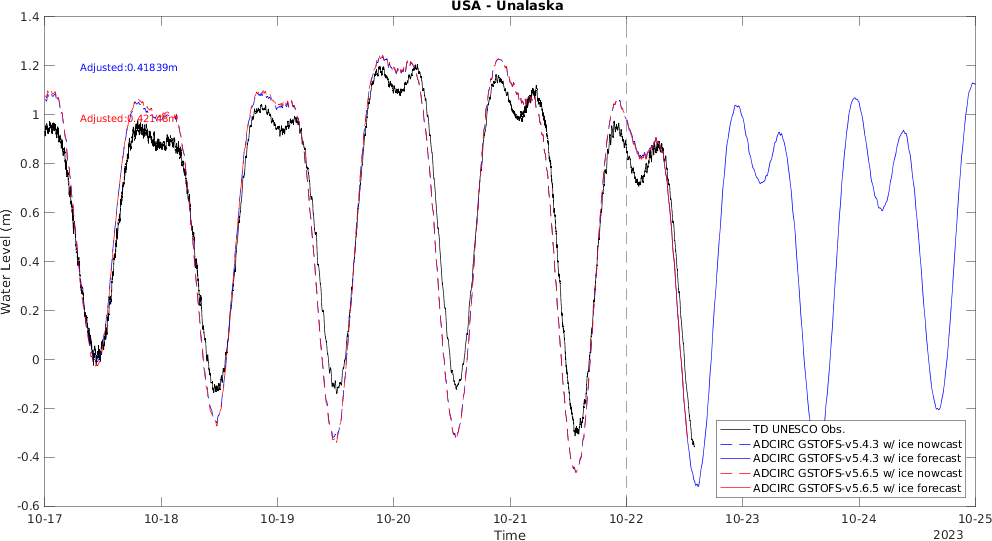 USA - Unalaska
1.4
1.2
1
0.8
0.6
0.4
0.2
0
-0.2
-0.4
-0.6
Water Level (m)
Adjusted:0.41839m
TD UNESCO Obs.
ADCIRC GSTOFS-v5.4.3 w/ ice nowcast
ADCIRC GSTOFS-v5.4.3 w/ ice forecast
ADCIRC GSTOFS-v5.6.5 w/ ice nowcast
ADCIRC GSTOFS-v5.6.5 w/ ice forecast
10-17 10-18 10-19 10-20 10-21 10-22 10-23 10-24 10-25
Time
2023